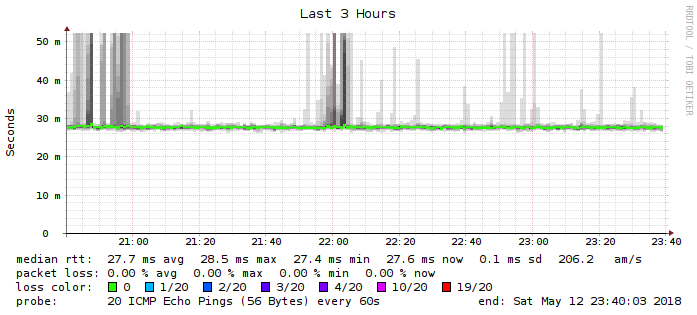 Last 3 Hours
RRDTOOL / TOBI OETIKER
Seconds
50 m
40 m
30 m
20 m
10 m
0
21:00 21:20 21:40 22:00 22:20 22:40 23:00 23:20 23:40
median rtt: 27.7 ms avg 28.5 ms max 27.4 ms min 27.6 ms now 0.1 ms sd 206.2 am/s
packet loss: 0.00 % avg 0.00 % max 0.00 % min 0.00 % now
loss color: 0 1/20 2/20 3/20 4/20 10/20 19/20
probe: 20 ICMP Echo Pings (56 Bytes) every 60s end: Sat May 12 23:40:03 2018